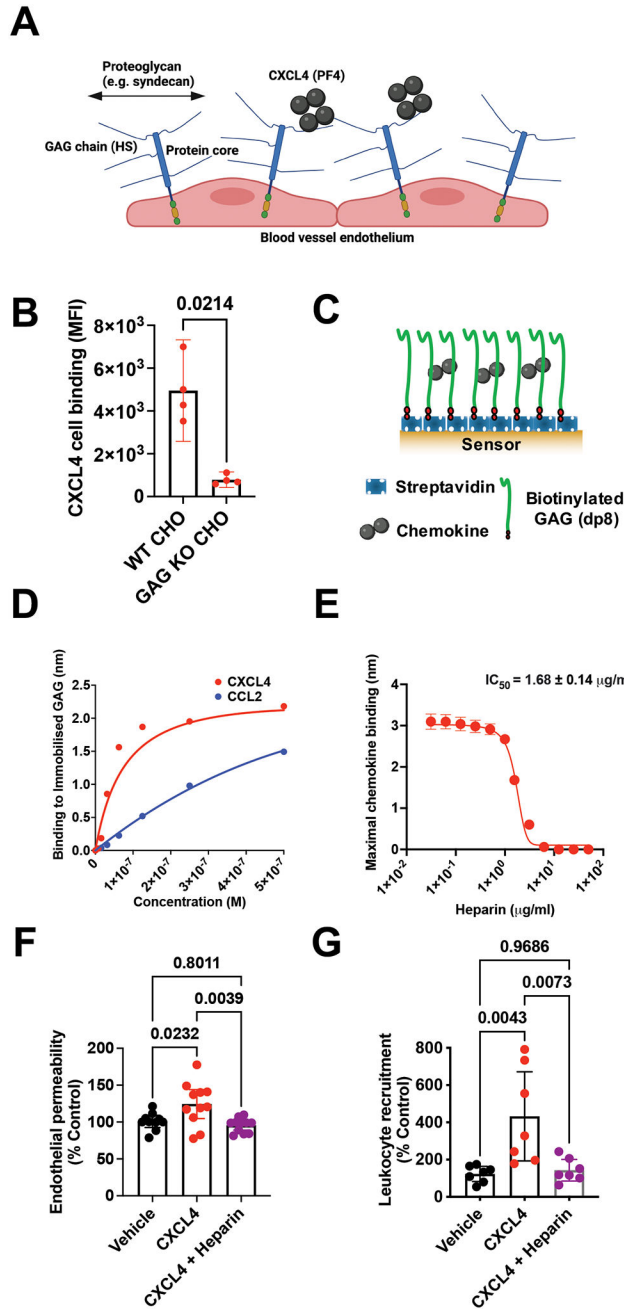 A
Proteoglycan
(e.g. syndecan)
CXCL4 (PF4)
GAG chain (HS)
Protein core
Blood vessel endothelium
B
0.0214
CXCL4 cell binding (MFI)
8×10³
6×10³
4×10³
2×10³
0
WT CHO
GAG KO CHO
C
Sensor
Streptavidin
Chemokine
Biotinylated
GAG (dp8)
D
Binding to Immobilised GAG (nm)
2.5
2.0
1.5
1.0
0.5
0.0
CXCL4
CCL2
0
1×10⁻⁷
2×10⁻⁷
3×10⁻⁷
4×10⁻⁷
5×10⁻⁷
Concentration (M)
E
IC₅₀ = 1.68 ± 0.14 μg/m
Maximal chemokine binding (nm)
4
3
2
1
0
1×10⁻²
1×10⁻¹
1×10⁰
1×10¹
1×10²
Heparin (μg/ml)
F
0.8011
0.0039
0.0232
Endothelial permeability
(% Control)
200
150
100
50
0
Vehicle
CXCL4
CXCL4 + Heparin
G
0.9686
0.0073
0.0043
Leukocyte recruitment
(% Control)
800
600
400
200
0
Vehicle
CXCL4
CXCL4 + Heparin